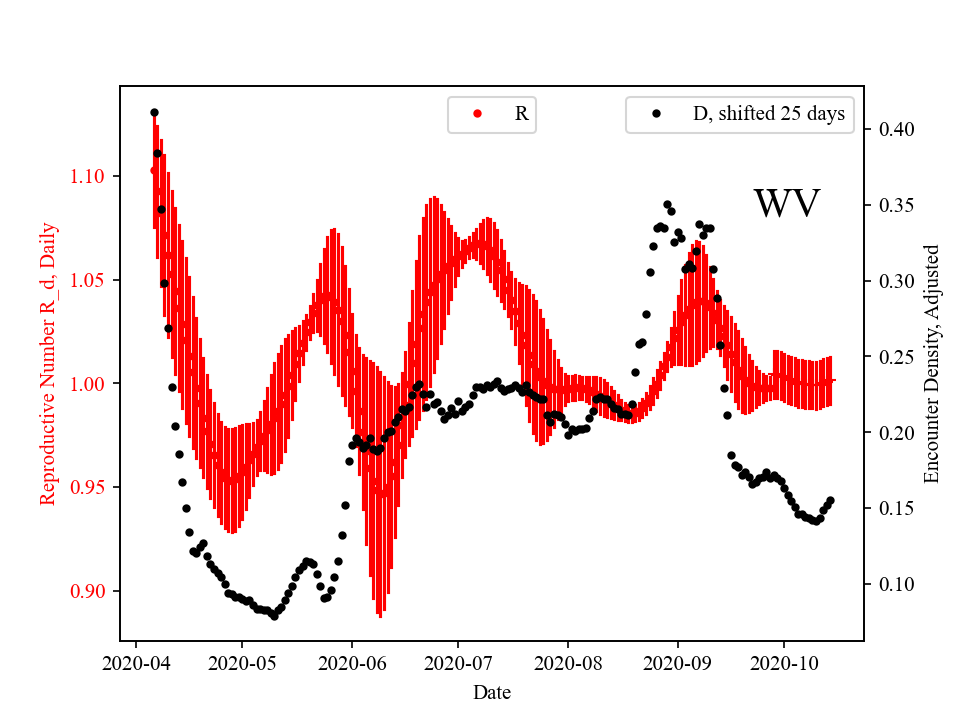 R
D, shifted 25 days
WV
Reproductive Number R_d, Daily
1.10
1.05
1.00
0.95
0.90
0.40
0.35
0.30
0.25
0.20
0.15
0.10
Encounter Density, Adjusted
2020-04 2020-05 2020-06 2020-07 2020-08 2020-09 2020-10
Date